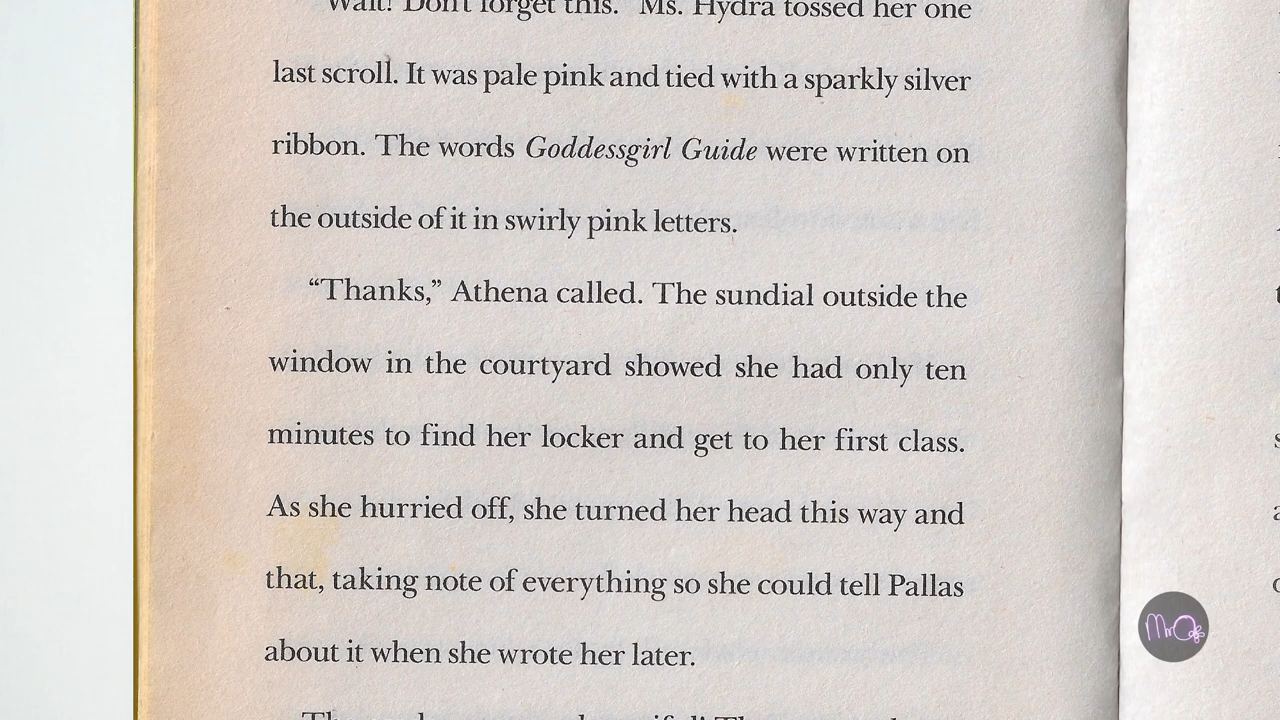 "Wait! Don't forget this." Ms. Hydra tossed her one
last scroll. It was pale pink and tied with a sparkly silver
ribbon. The words Goddessgirl Guide were written on
the outside of it in swirly pink letters.
"Thanks," Athena called. The sundial outside the
window in the courtyard showed she had only ten
minutes to find her locker and get to her first class.
As she hurried off, she turned her head this way and
that, taking note of everything so she could tell Pallas
about it when she wrote her later.